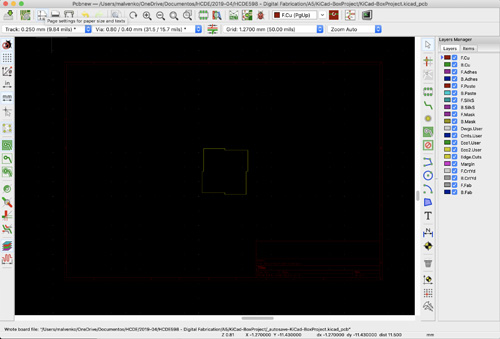 Pcbnew — /Users/malvenko/OneDrive/Documentos/HCDE/2019-04/HCDE598 - Digital Fabrication/A5/KiCad-BoxProject/KiCad-BoxProject.kicad_pcb
F.Cu (PgUp)
Page settings for paper size and texts
Track: 0.250 mm (9.84 mils) *
Via: 0.80 / 0.40 mm (31.5 / 15.7 mils) *
Grid: 1.2700 mm (50.00 mils)
Zoom Auto
Layers Manager
Layers
Items
F.Cu
B.Cu
F.Adhes
B.Adhes
F.Paste
B.Paste
F.SilkS
B.SilkS
F.Mask
B.Mask
Dwgs.User
Cmts.User
Eco1.User
Eco2.User
Edge.Cuts
Margin
F.CrtYd
B.CrtYd
F.Fab
B.Fab
Wrote board file: "/Users/malvenko/OneDrive/Documentos/HCDE/2019-04/HCDE598 - Digital Fabrication/A5/KiCad-BoxProject/_autosave-KiCad-BoxProject.kicad_pcb"
Z 0.81
X -1.270000 Y -11.430000
dx -1.270000 dy -11.430000 dist 11.500
mm